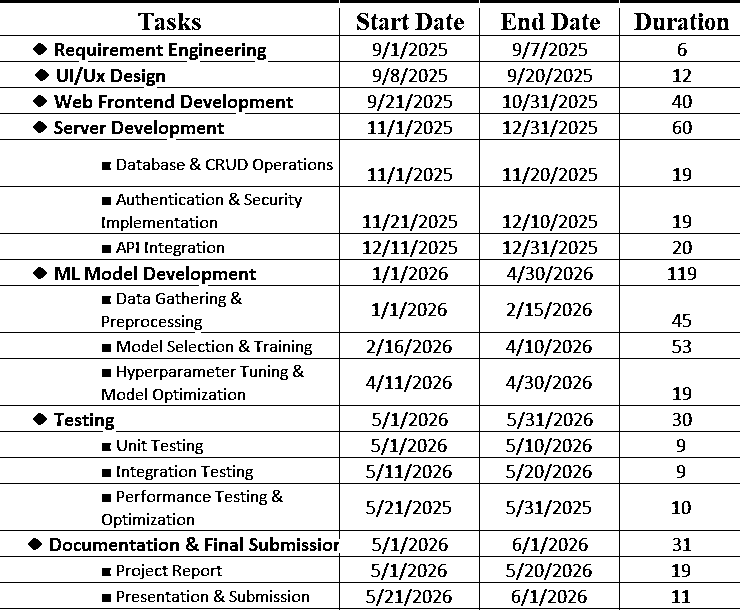 Tasks Start Date End Date Duration
❖ Requirement Engineering 9/1/2025 9/7/2025 6
❖ UI/Ux Design 9/8/2025 9/20/2025 12
❖ Web Frontend Development 9/21/2025 10/31/2025 40
❖ Server Development 11/1/2025 12/31/2025 60
■ Database & CRUD Operations 11/1/2025 11/20/2025 19
■ Authentication & Security
Implementation 11/21/2025 12/10/2025 19
■ API Integration 12/11/2025 12/31/2025 20
❖ ML Model Development 1/1/2026 4/30/2026 119
■ Data Gathering &
Preprocessing 1/1/2026 2/15/2026 45
■ Model Selection & Training 2/16/2026 4/10/2026 53
■ Hyperparameter Tuning &
Model Optimization 4/11/2026 4/30/2026 19
❖ Testing 5/1/2026 5/31/2026 30
■ Unit Testing 5/1/2026 5/10/2026 9
■ Integration Testing 5/11/2026 5/20/2026 9
■ Performance Testing &
Optimization 5/21/2025 5/31/2025 10
❖ Documentation & Final Submission 5/1/2026 6/1/2026 31
■ Project Report 5/1/2026 5/20/2026 19
■ Presentation & Submission 5/21/2026 6/1/2026 11